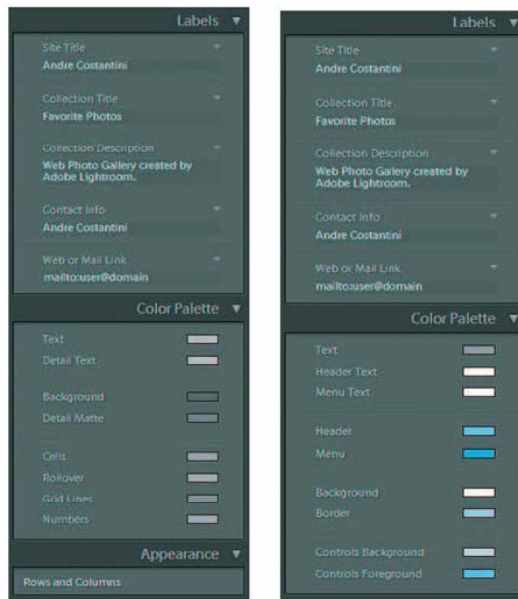 Labels
Site Title
Andre Costantini
Collection Title
Favorite Photos
Collection Description
Web Photo Gallery created by
Adobe Lightroom.
Contact Info
Andre Costantini
Web or Mail Link
mailto:user@domain
Color Palette
Text
Detail Text
Background
Detail Matte
Cells
Rollover
Grid Lines
Numbers
Appearance
Rows and Columns
Labels
Site Title
Andre Costantini
Collection Title
Favorite Photos
Collection Description
Web Photo Gallery created by
Adobe Lightroom.
Contact Info
Andre Costantini
Web or Mail Link
mailto:user@domain
Color Palette
Text
Header Text
Menu Text
Header
Menu
Background
Border
Controls Background
Controls Foreground